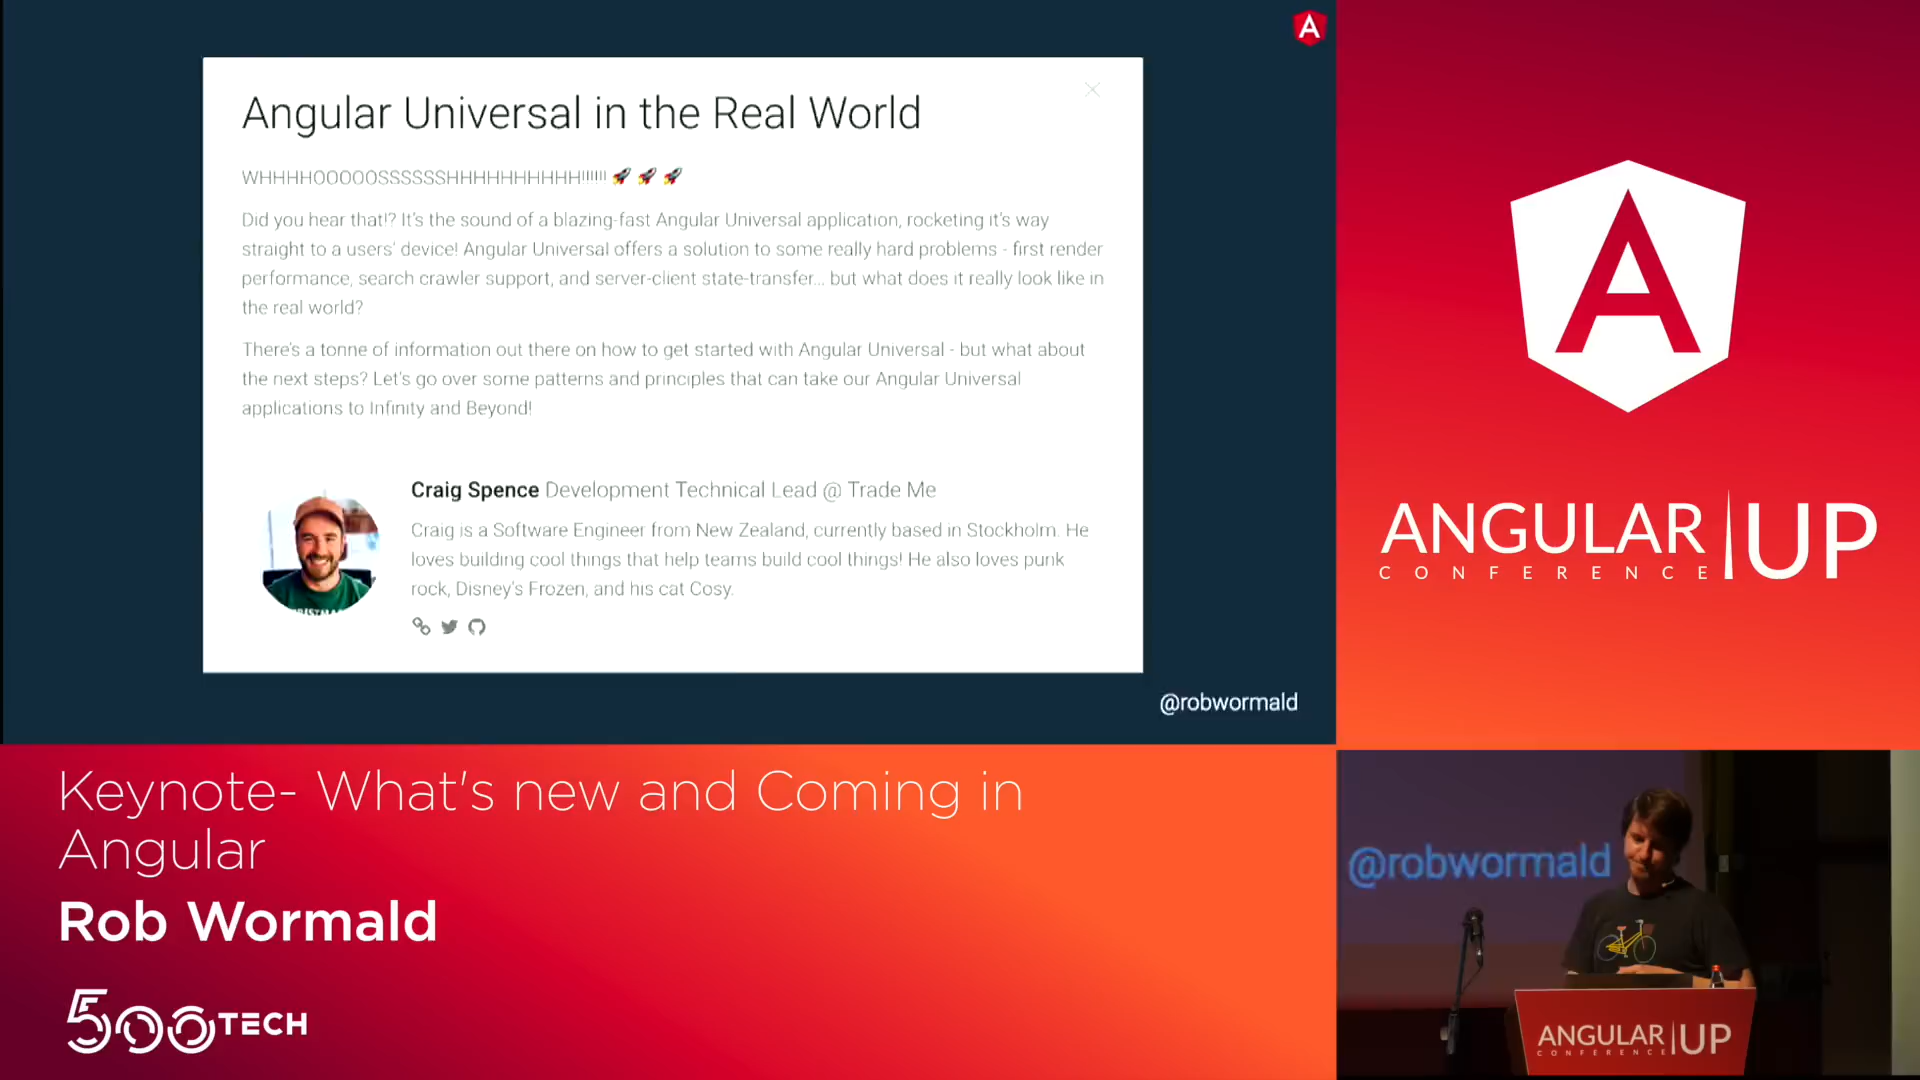 Angular Universal in the Real World
WHHHHOOOOOSSSSSSHHHHHHHHHH!!!!!! 🚀 🚀 🚀
Did you hear that!? It's the sound of a blazing-fast Angular Universal application, rocketing it's way
straight to a users' device! Angular Universal offers a solution to some really hard problems - first render
performance, search crawler support, and server-client state-transfer... but what does it really look like in
the real world?
There's a tonne of information out there on how to get started with Angular Universal - but what about
the next steps? Let's go over some patterns and principles that can take our Angular Universal
applications to Infinity and Beyond!
Craig Spence Development Technical Lead @ Trade Me
Craig is a Software Engineer from New Zealand, currently based in Stockholm. He
loves building cool things that help teams build cool things! He also loves punk
rock, Disney's Frozen, and his cat Cosy.
@robwormald
ANGULAR UP
CONFERENCE
Keynote- What's new and Coming in
Angular
Rob Wormald
500TECH
@robwormald
ANGULAR UP
CONFERENCE